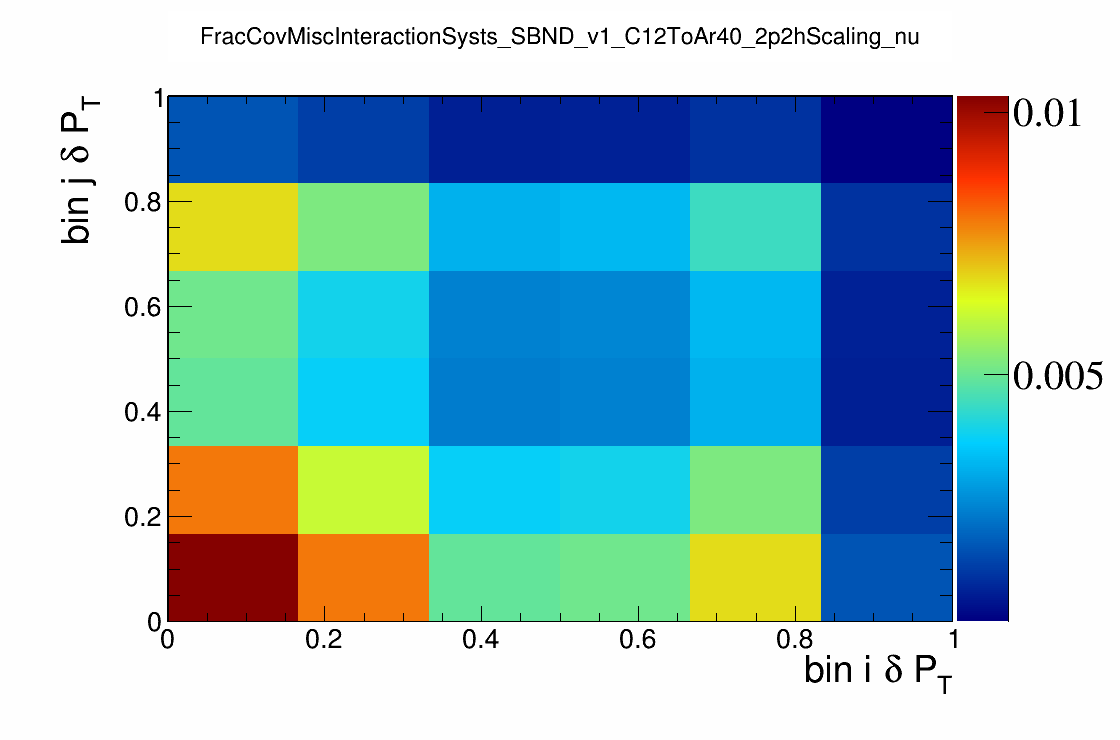 FracCovMiscInteractionSysts_SBND_v1_C12ToAr40_2p2hScaling_nu
bin j δ P_T
1
0.8
0.6
0.4
0.2
0
0 0.2 0.4 0.6 0.8 1
bin i δ P_T
0.01
0.005